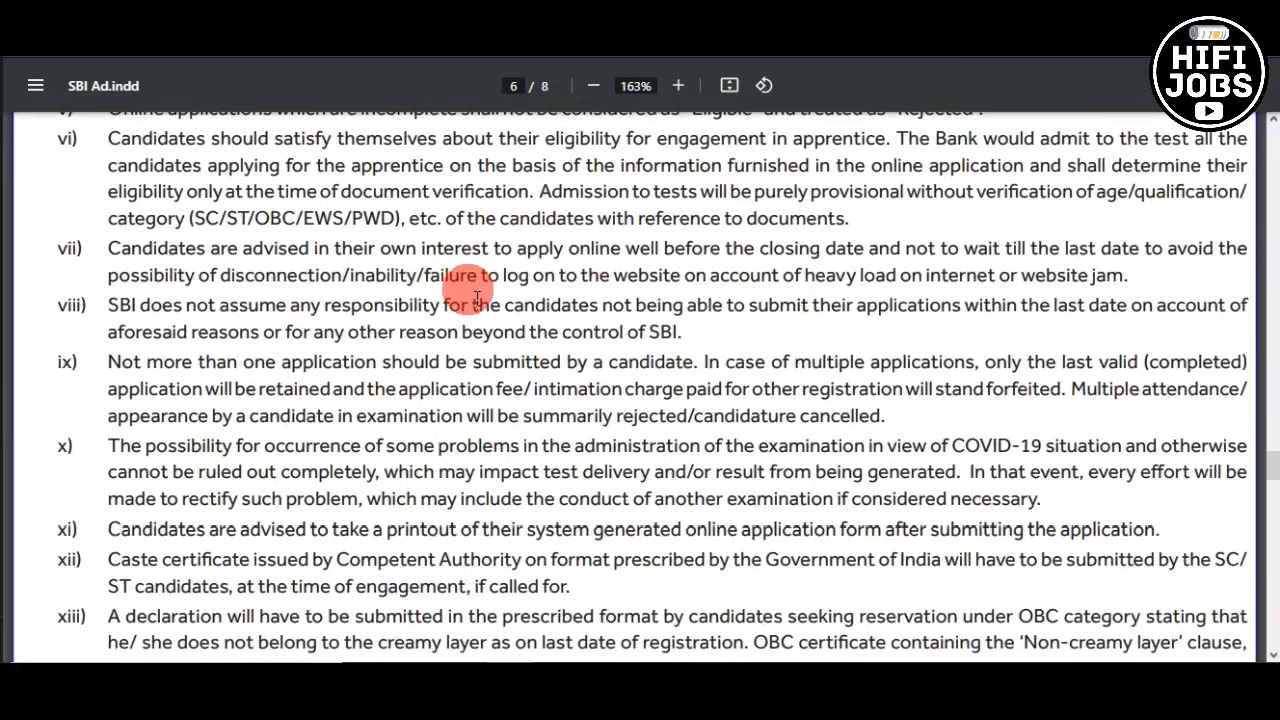 HIFI
JOBS
SBI Ad.indd
6 / 8
163%
v) Online applications which are incomplete shall not be considered as "Eligible" and treated as "Rejected".
vi) Candidates should satisfy themselves about their eligibility for engagement in apprentice. The Bank would admit to the test all the
candidates applying for the apprentice on the basis of the information furnished in the online application and shall determine their
eligibility only at the time of document verification. Admission to tests will be purely provisional without verification of age/qualification/
category (SC/ST/OBC/EWS/PWD), etc. of the candidates with reference to documents.
vii) Candidates are advised in their own interest to apply online well before the closing date and not to wait till the last date to avoid the
possibility of disconnection/inability/failure to log on to the website on account of heavy load on internet or website jam.
viii) SBI does not assume any responsibility for the candidates not being able to submit their applications within the last date on account of
aforesaid reasons or for any other reason beyond the control of SBI.
ix) Not more than one application should be submitted by a candidate. In case of multiple applications, only the last valid (completed)
application will be retained and the application fee/ intimation charge paid for other registration will stand forfeited. Multiple attendance/
appearance by a candidate in examination will be summarily rejected/candidature cancelled.
x) The possibility for occurrence of some problems in the administration of the examination in view of COVID-19 situation and otherwise
cannot be ruled out completely, which may impact test delivery and/or result from being generated. In that event, every effort will be
made to rectify such problem, which may include the conduct of another examination if considered necessary.
xi) Candidates are advised to take a printout of their system generated online application form after submitting the application.
xii) Caste certificate issued by Competent Authority on format prescribed by the Government of India will have to be submitted by the SC/
ST candidates, at the time of engagement, if called for.
xiii) A declaration will have to be submitted in the prescribed format by candidates seeking reservation under OBC category stating that
he/ she does not belong to the creamy layer as on last date of registration. OBC certificate containing the 'Non-creamy layer' clause,